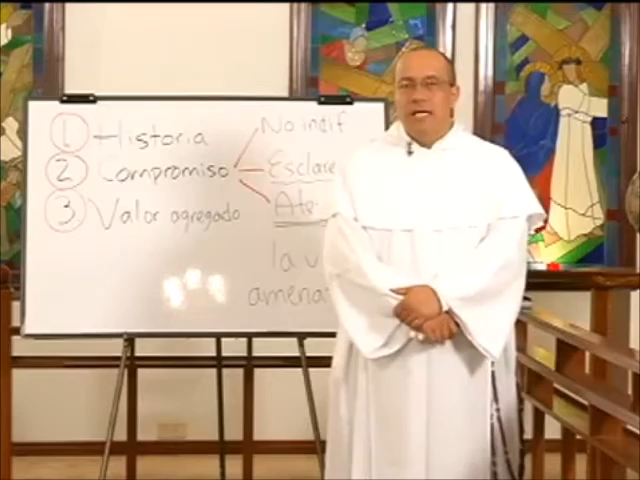 1 Historia
2 Compromiso
3 Valor agregado
No indif
Esclare
Ate
la v
amena